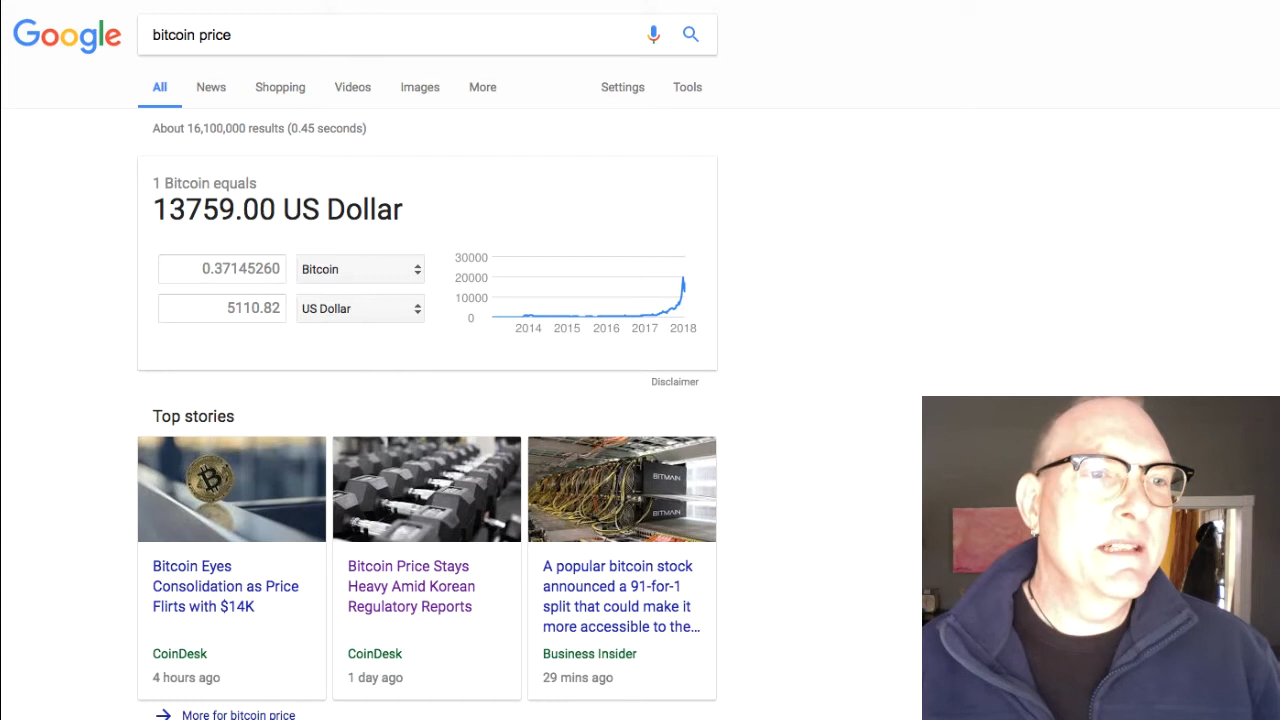 Google
bitcoin price
All News Shopping Videos Images More Settings Tools
About 16,100,000 results (0.45 seconds)
1 Bitcoin equals
13759.00 US Dollar
0.37145260 Bitcoin
5110.82 US Dollar
30000
20000
10000
0
2014 2015 2016 2017 2018
Disclaimer
Top stories
BITMAIN
BITMAIN
Bitcoin Eyes
Consolidation as Price
Flirts with $14K
CoinDesk
4 hours ago
Bitcoin Price Stays
Heavy Amid Korean
Regulatory Reports
CoinDesk
1 day ago
A popular bitcoin stock
announced a 91-for-1
split that could make it
more accessible to the...
Business Insider
29 mins ago
More for bitcoin price